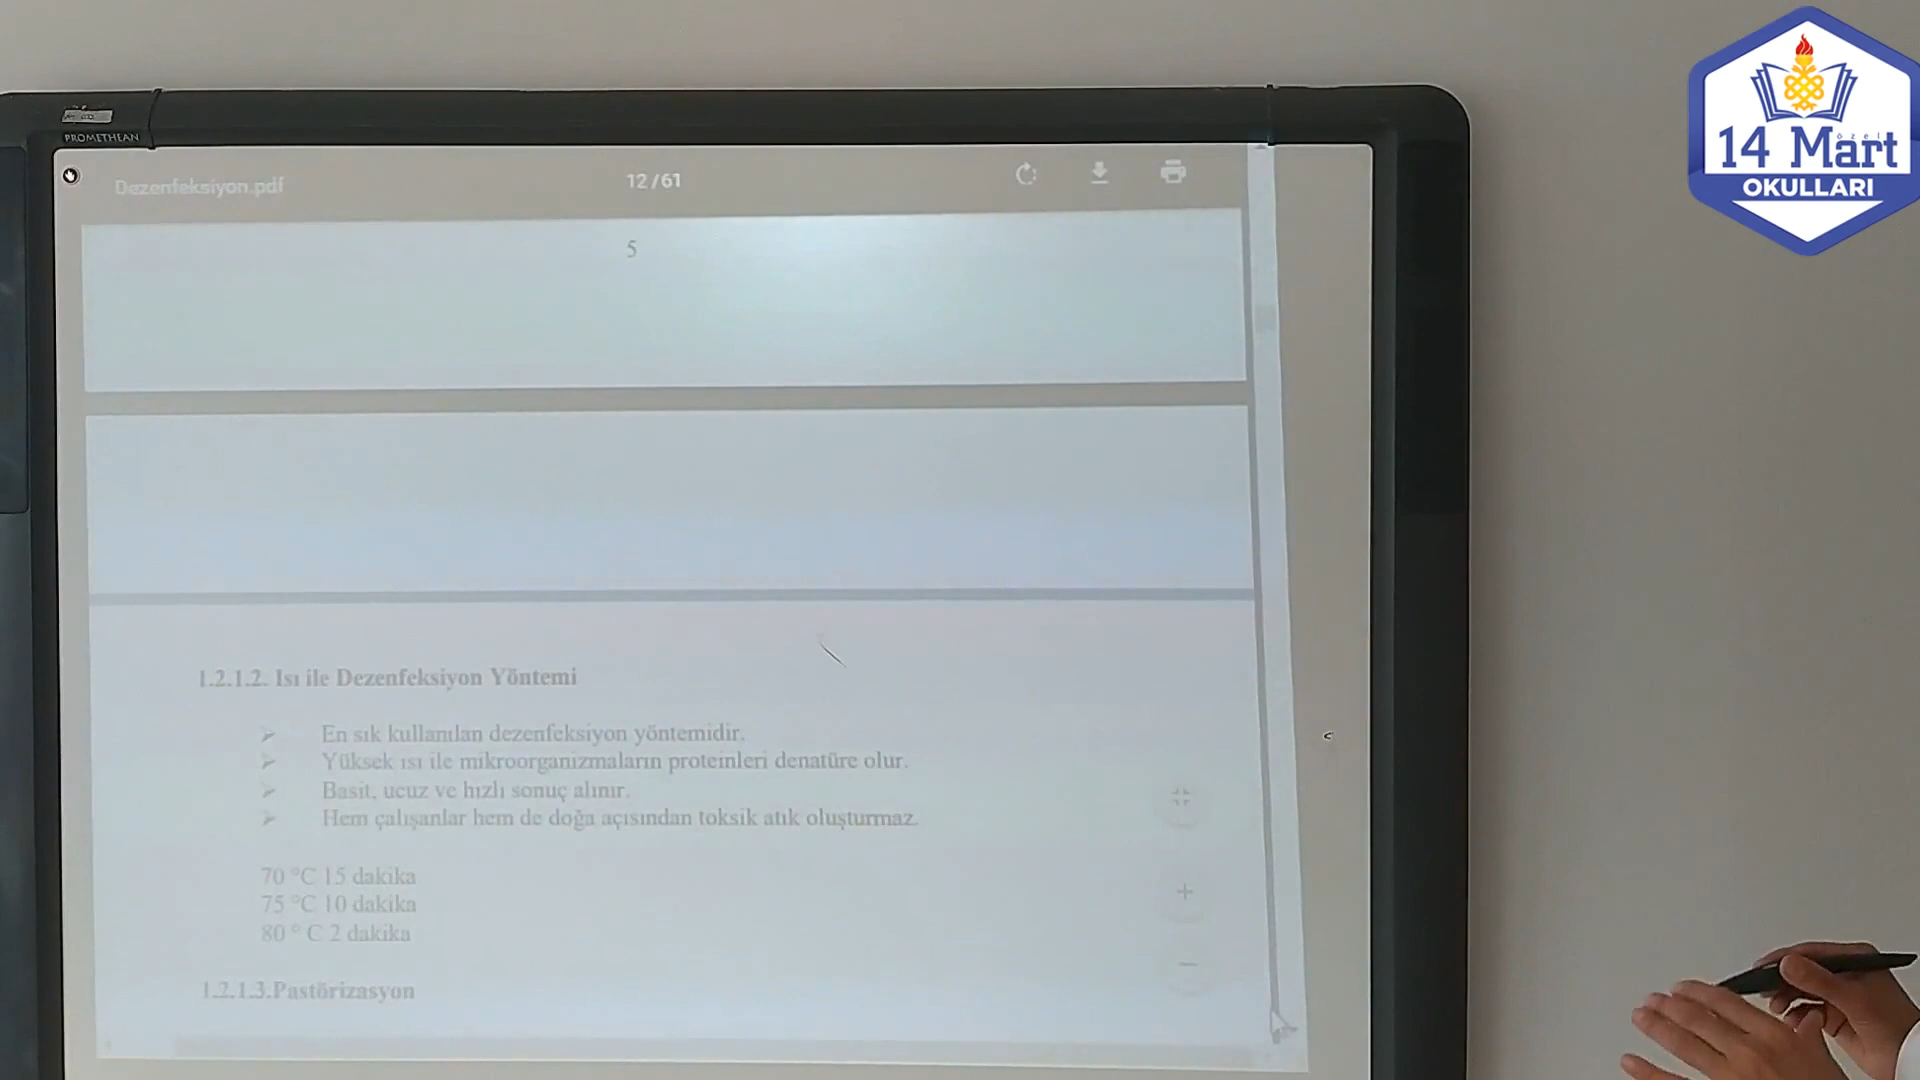 özel
14 Mart
OKULLARI
PROMETHEAN
Dezenfeksiyon.pdf
12/61
5
1.2.1.2. Isı ile Dezenfeksiyon Yöntemi
➢ En sık kullanılan dezenfeksiyon yöntemidir.
➢ Yüksek ısı ile mikroorganizmaların proteinleri denatüre olur.
➢ Basit, ucuz ve hızlı sonuç alınır.
➢ Hem çalışanlar hem de doğa açısından toksik atık oluşturmaz.
70 °C 15 dakika
75 °C 10 dakika
80 ° C 2 dakika
1.2.1.3.Pastörizasyon